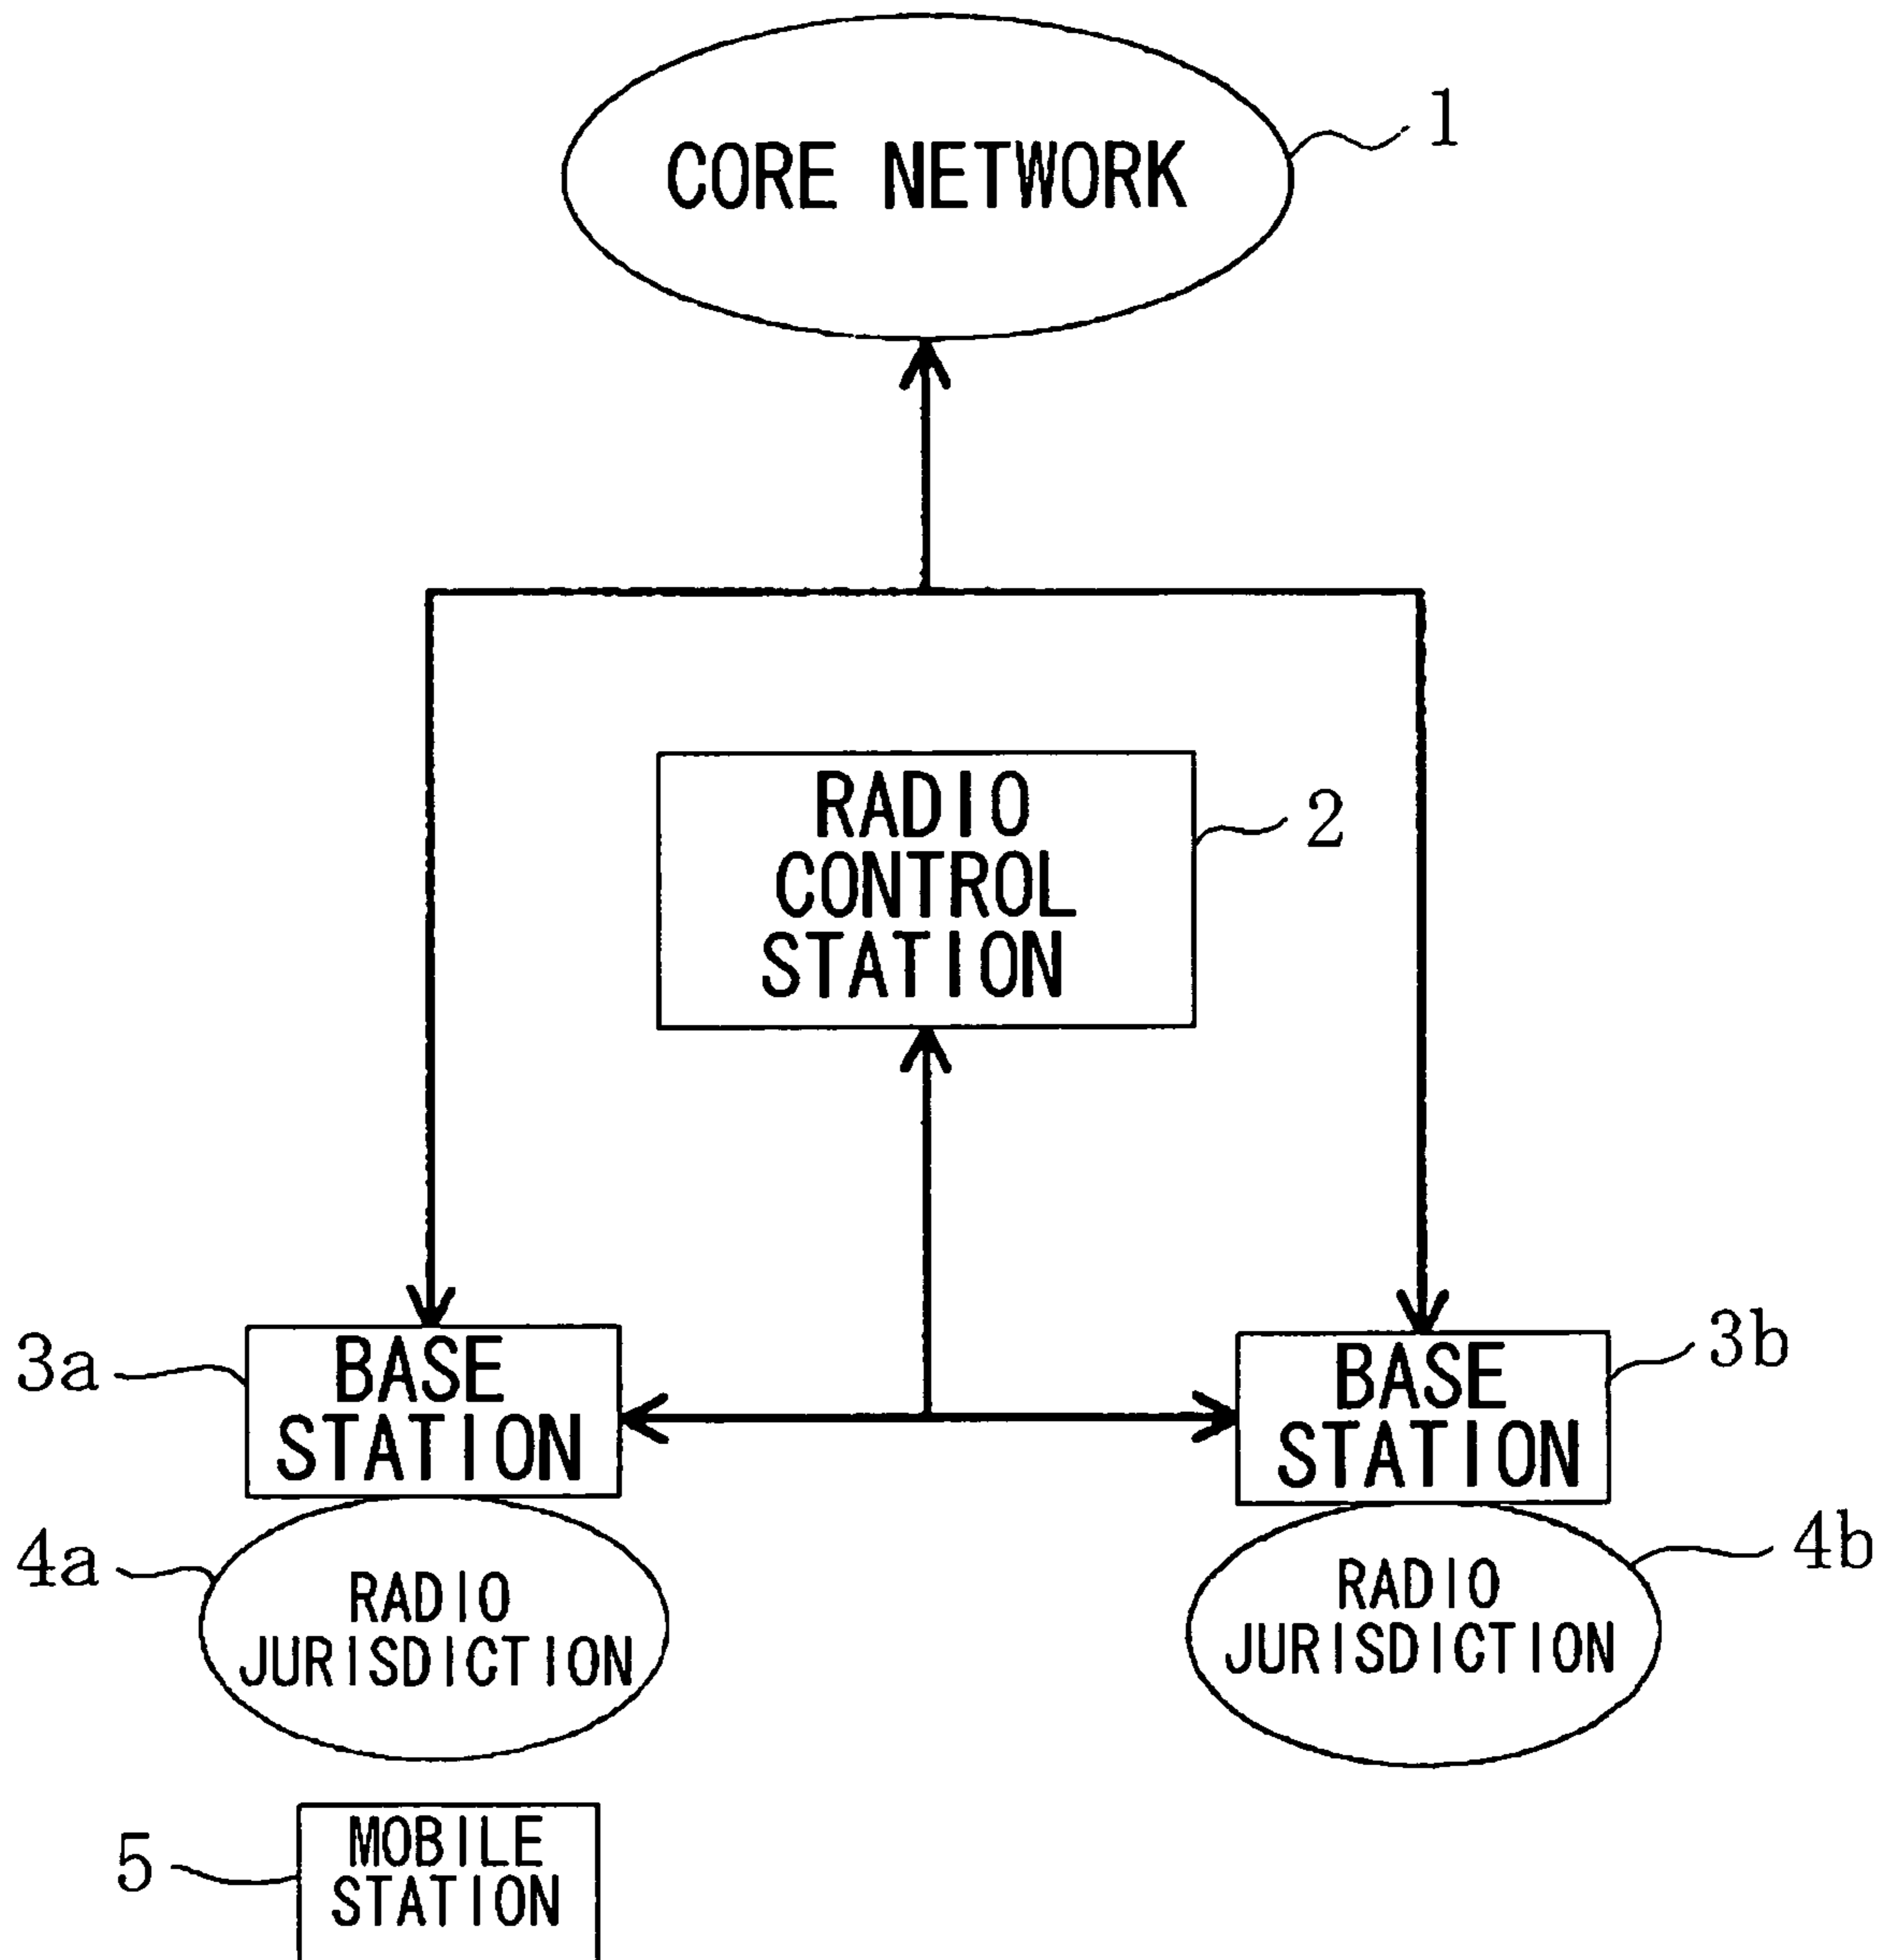 CORE NETWORK
1
RADIO
CONTROL
STATION
2
3a
BASE
STATION
BASE
STATION
3b
4a
RADIO
JURISDICTION
RADIO
JURISDICTION
4b
5
MOBILE
STATION